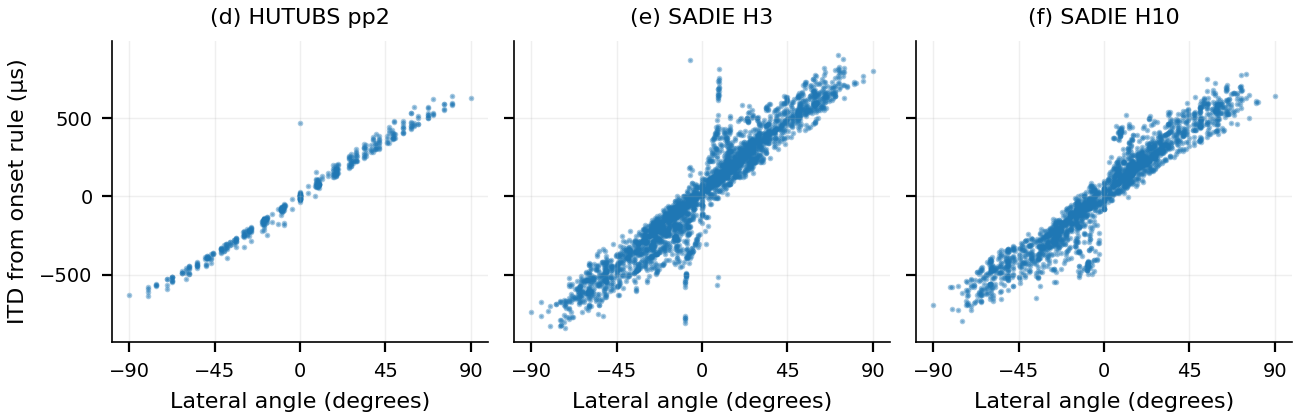 (d) HUTUBS pp2
(e) SADIE H3
(f) SADIE H10
ITD from onset rule (µs)
500
0
−500
−90
−45
0
45
90
−90
−45
0
45
90
−90
−45
0
45
90
Lateral angle (degrees)
Lateral angle (degrees)
Lateral angle (degrees)